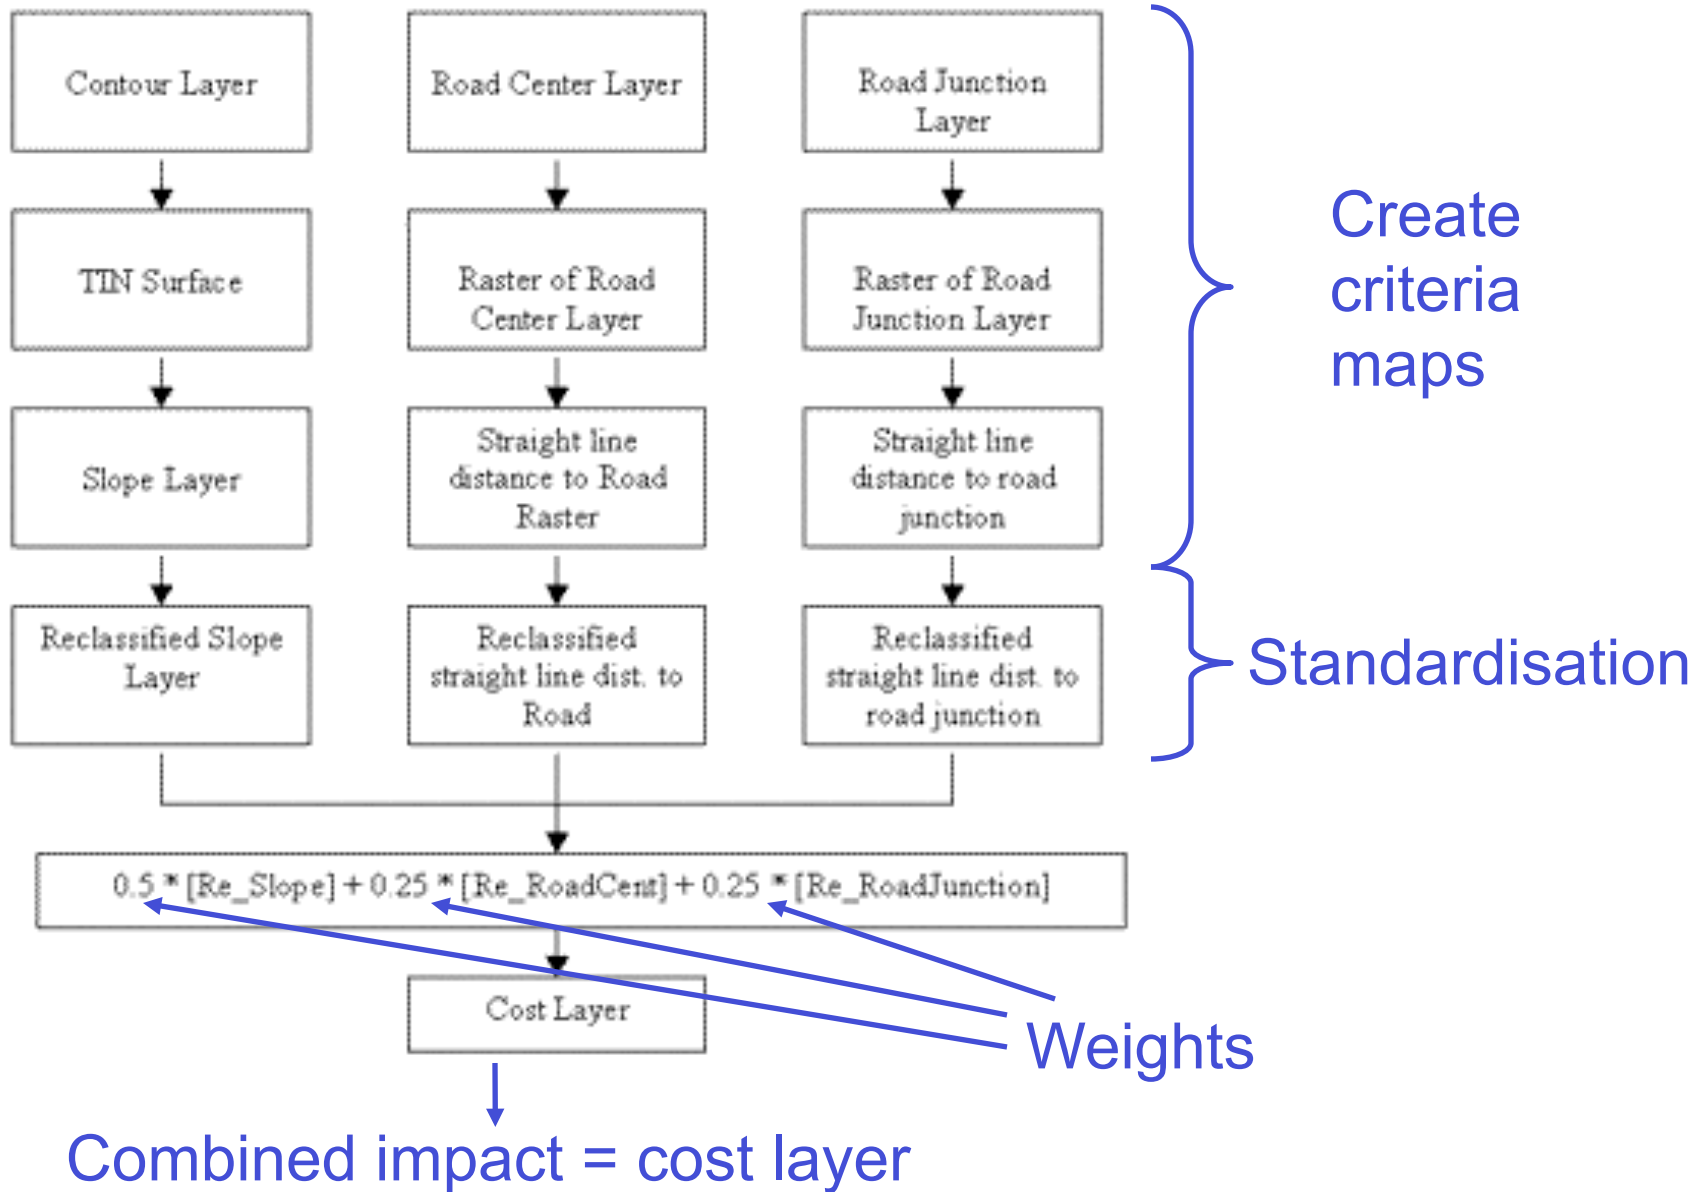 Contour Layer
Road Center Layer
Road Junction
Layer
TIN Surface
Raster of Road
Center Layer
Raster of Road
Junction Layer
Create
criteria
maps
Slope Layer
Straight line
distance to Road
Raster
Straight line
distance to road
junction
Reclassified Slope
Layer
Reclassified
straight line dist. to
Road
Reclassified
straight line dist. to
road junction
Standardisation
0.5 * [Re_Slope] + 0.25 * [Re_RoadCent] + 0.25 * [Re_RoadJunction]
Cost Layer
Weights
Combined impact = cost layer